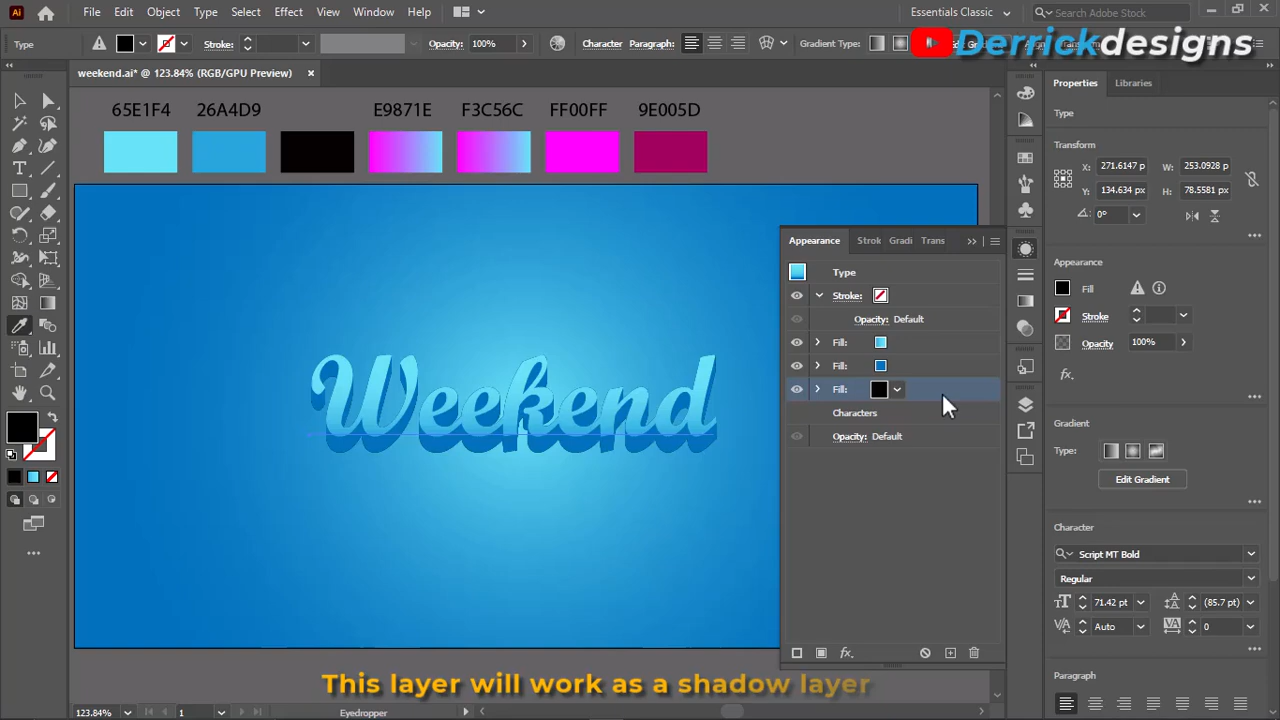 File Edit Object Type Select Effect View Window Help
Essentials Classic
Search Adobe Stock
Type
Stroke:
Opacity: 100%
Character
Paragraph:
Gradient Type:
Derrickdesigns
weekend.ai* @ 123.84% (RGB/GPU Preview)
65E1F4 26A4D9 E9871E F3C56C FF00FF 9E005D
Weekend
Appearance Strok Gradi Trans
Type
Stroke:
Opacity: Default
Fill:
Fill:
Fill:
Characters
Opacity: Default
fx
Properties Libraries
Type
Transform
X: 271.6147 p W: 253.0928 p
Y: 134.634 px H: 78.5581 px
0°
Appearance
Fill
Stroke
Opacity 100%
fx
Gradient
Type:
Edit Gradient
Character
Script MT Bold
Regular
71.42 pt (85.7 pt)
Auto 0
Paragraph
This layer will work as a shadow layer
123.84% 1 Eyedropper